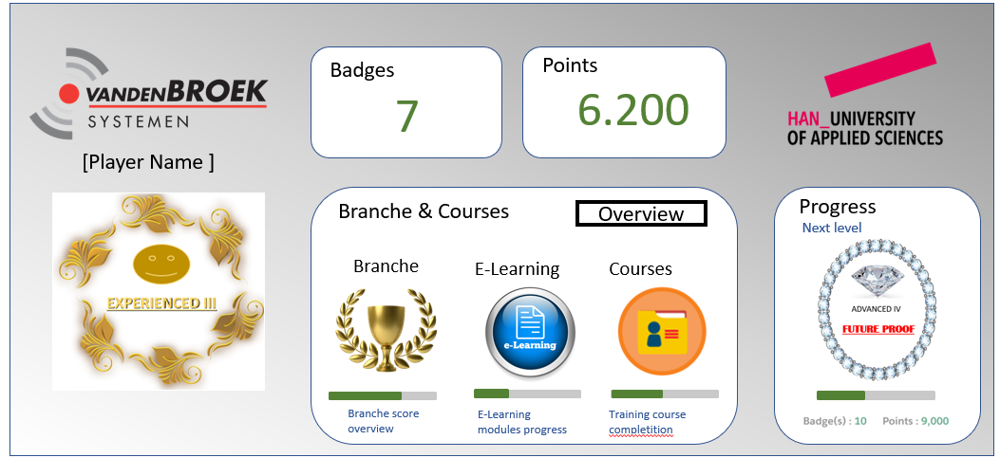 VANDENBROEK
SYSTEMEN
[Player Name ]
EXPERIENCED III
Badges
7
Points
6.200
HAN_UNIVERSITY
OF APPLIED SCIENCES
Branche & Courses
Overview
Branche
E-Learning
Courses
e-Learning
Branche score
overview
E-Learning
modules progress
Training course
completition
Progress
Next level
ADVANCED IV
FUTURE PROOF
Badge(s) : 10 Points : 9,000